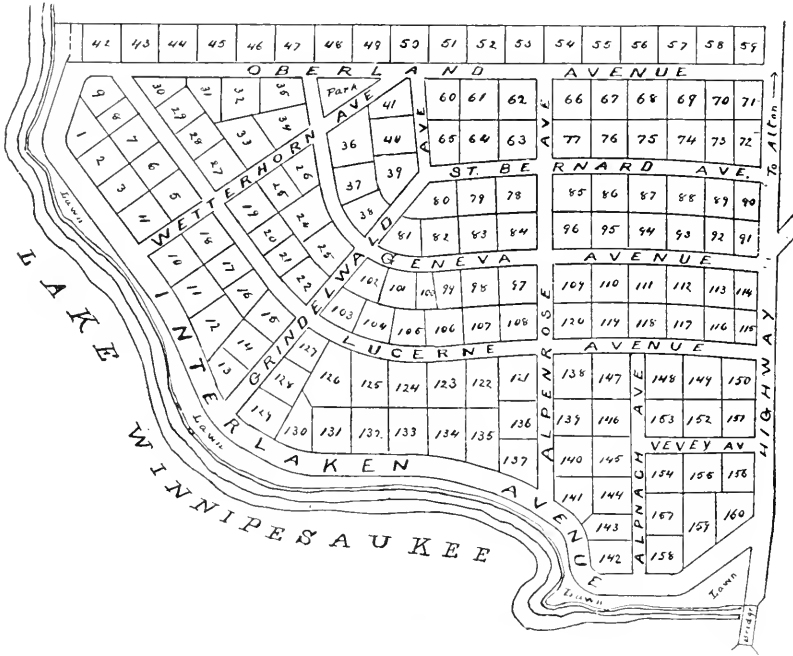 42 43 44 45 46 47 48 49 50 51 52 53 54 55 56 57 58 59
OBERLAND AVENUE
To Alton
9 30 31 32 35 Park 41 60 61 62 66 67 68 69 70 71
8 29 33 34 36 40 65 64 63 77 76 75 74 73 72
1 7 28
2 6 27 37 39
3 5 38
4
WETTERHORN AVE
AVE
AVE
ST. BERNARD AVE.
26 80 79 78 85 86 87 88 89 90
25 81 82 83 84 96 95 94 93 92 91
19 24
18 20 25
10 17 21
11 16 22
12 15
14
13
GENEVA AVENUE
102 101 100 99 98 97 109 110 111 112 113 114
103 104 105 106 107 108 120 119 118 117 116 115
GRINDELWALD
LUCERNE AVENUE
127 126 125 124 123 122 121 138 147 148 149 150
128 136 139 146 153 152 151
129 130 131 132 133 134 135
VEVEY AV
137 140 145 154 155 156
141 144 157 159 160
143
142 158
ALPENROSE
ALPNACH AVE
HIGHWAY
INTERLAKEN AVENUE
Lawn
Lawn
Lawn
Lawn
Bridge
LAKE WINNIPESAUKEE